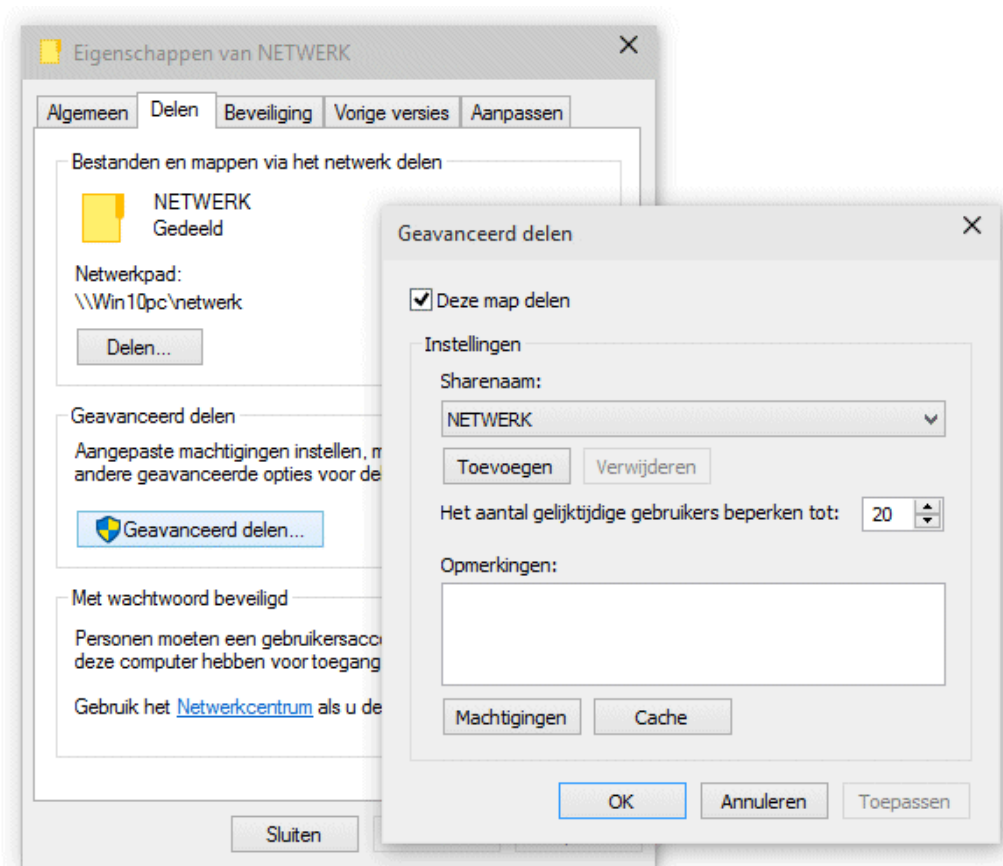 Eigenschappen van NETWERK
Algemeen Delen Beveiliging Vorige versies Aanpassen
Bestanden en mappen via het netwerk delen
NETWERK
Gedeeld
Netwerkpad:
\\Win10pc\netwerk
Delen...
Geavanceerd delen
Aangepaste machtigingen instellen,
andere geavanceerde opties voor
Geavanceerd delen...
Met wachtwoord beveiligd
Personen moeten een
deze computer hebben voor toegang
Gebruik het Netwerkcentrum als u
Sluiten
Geavanceerd delen
Deze map delen
Instellingen
Sharenaam:
NETWERK
Toevoegen Verwijderen
Het aantal gelijktijdige gebruikers beperken tot: 20
Opmerkingen:
Machtigingen Cache
OK Annuleren Toepassen